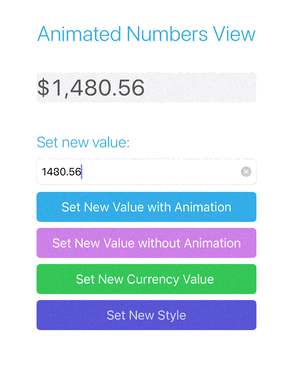 Animated Numbers View
$1,480.56
Set new value:
1480.56
Set New Value with Animation
Set New Value without Animation
Set New Currency Value
Set New Style